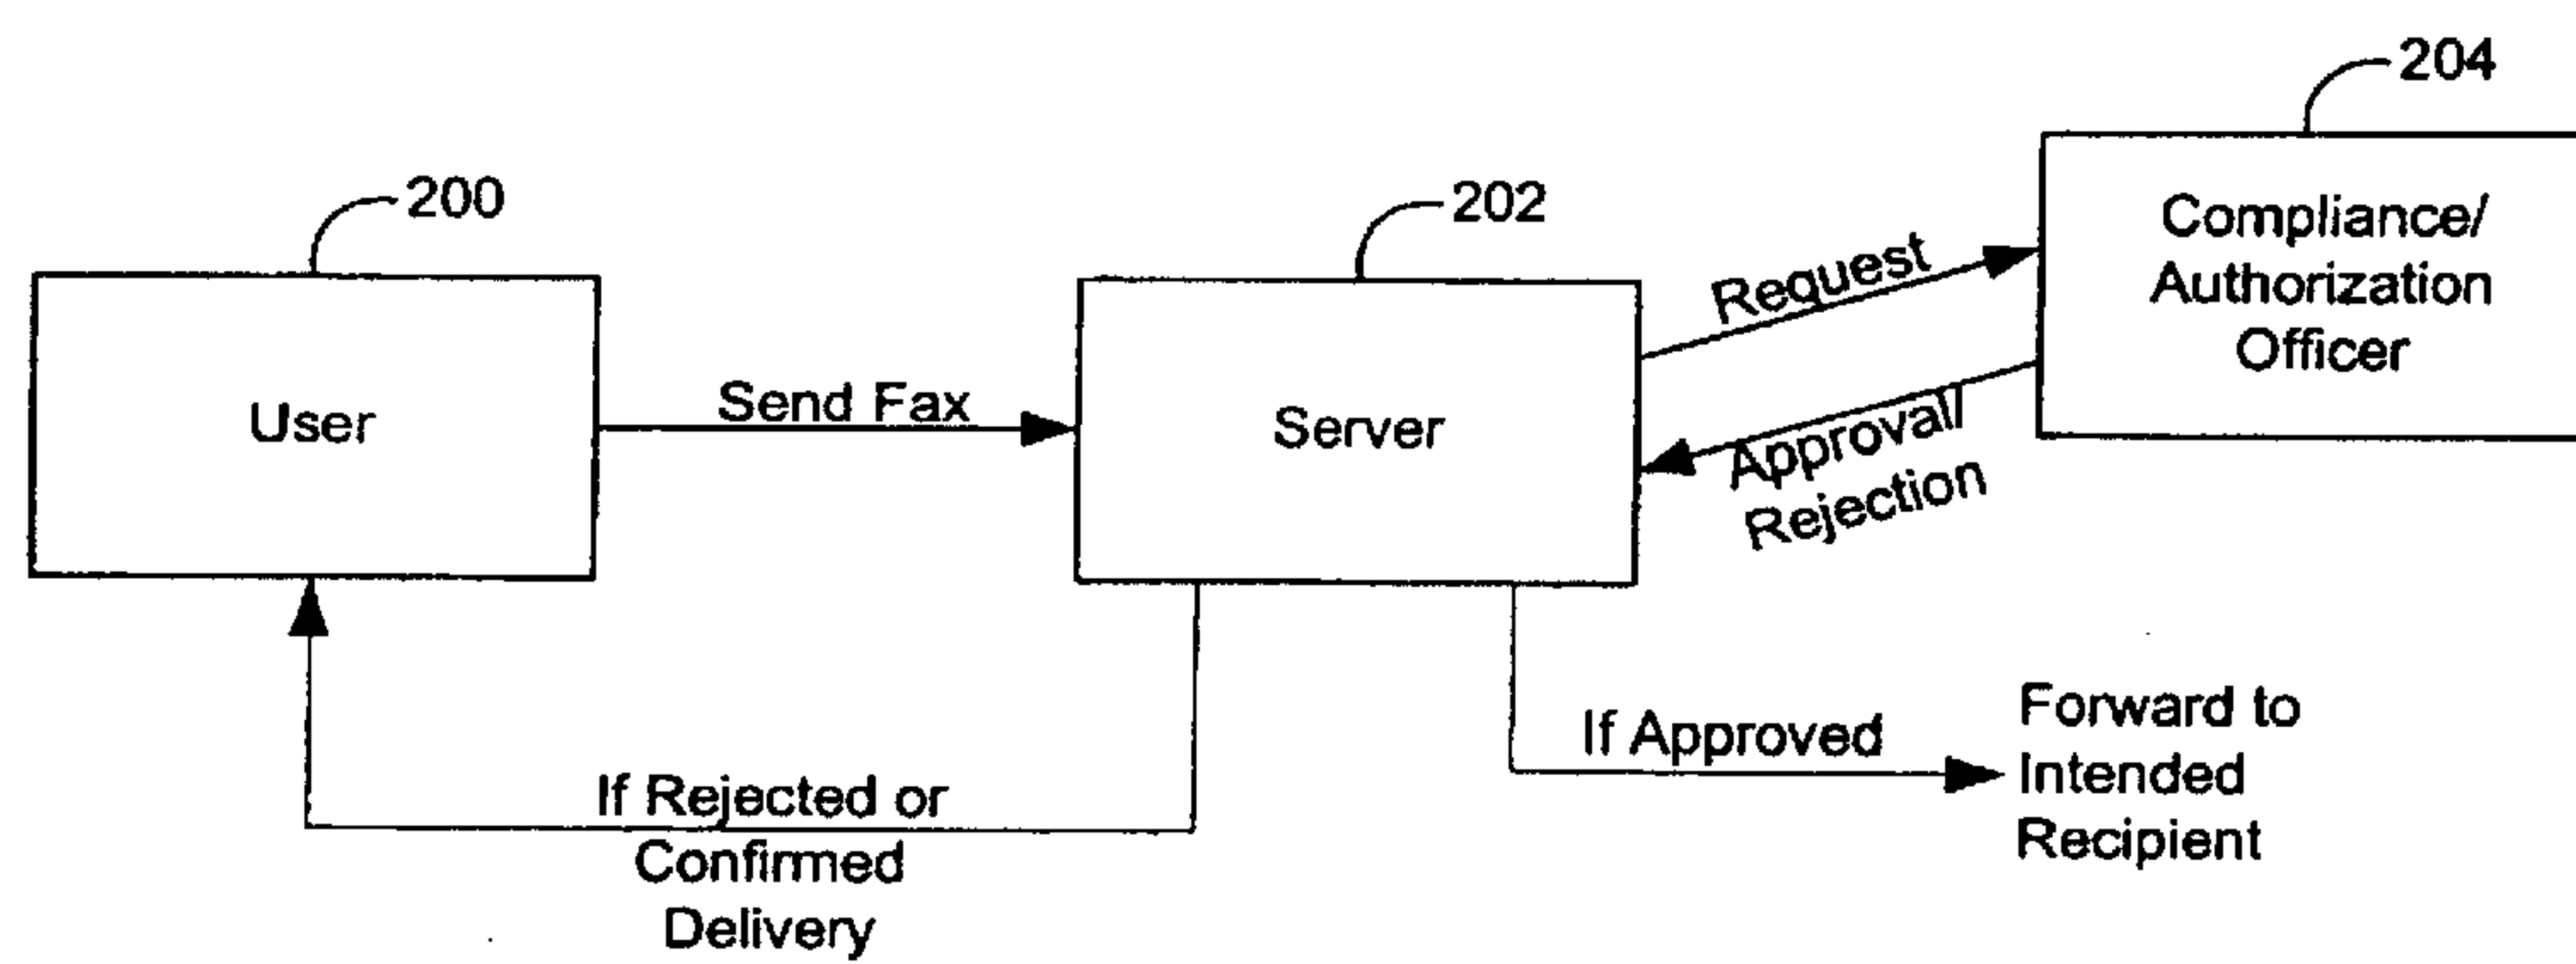 204
200
202
Compliance/
Authorization
Officer
Request
User
Send Fax
Server
Approval/
Rejection
If Approved
Forward to
Intended
Recipient
If Rejected or
Confirmed
Delivery